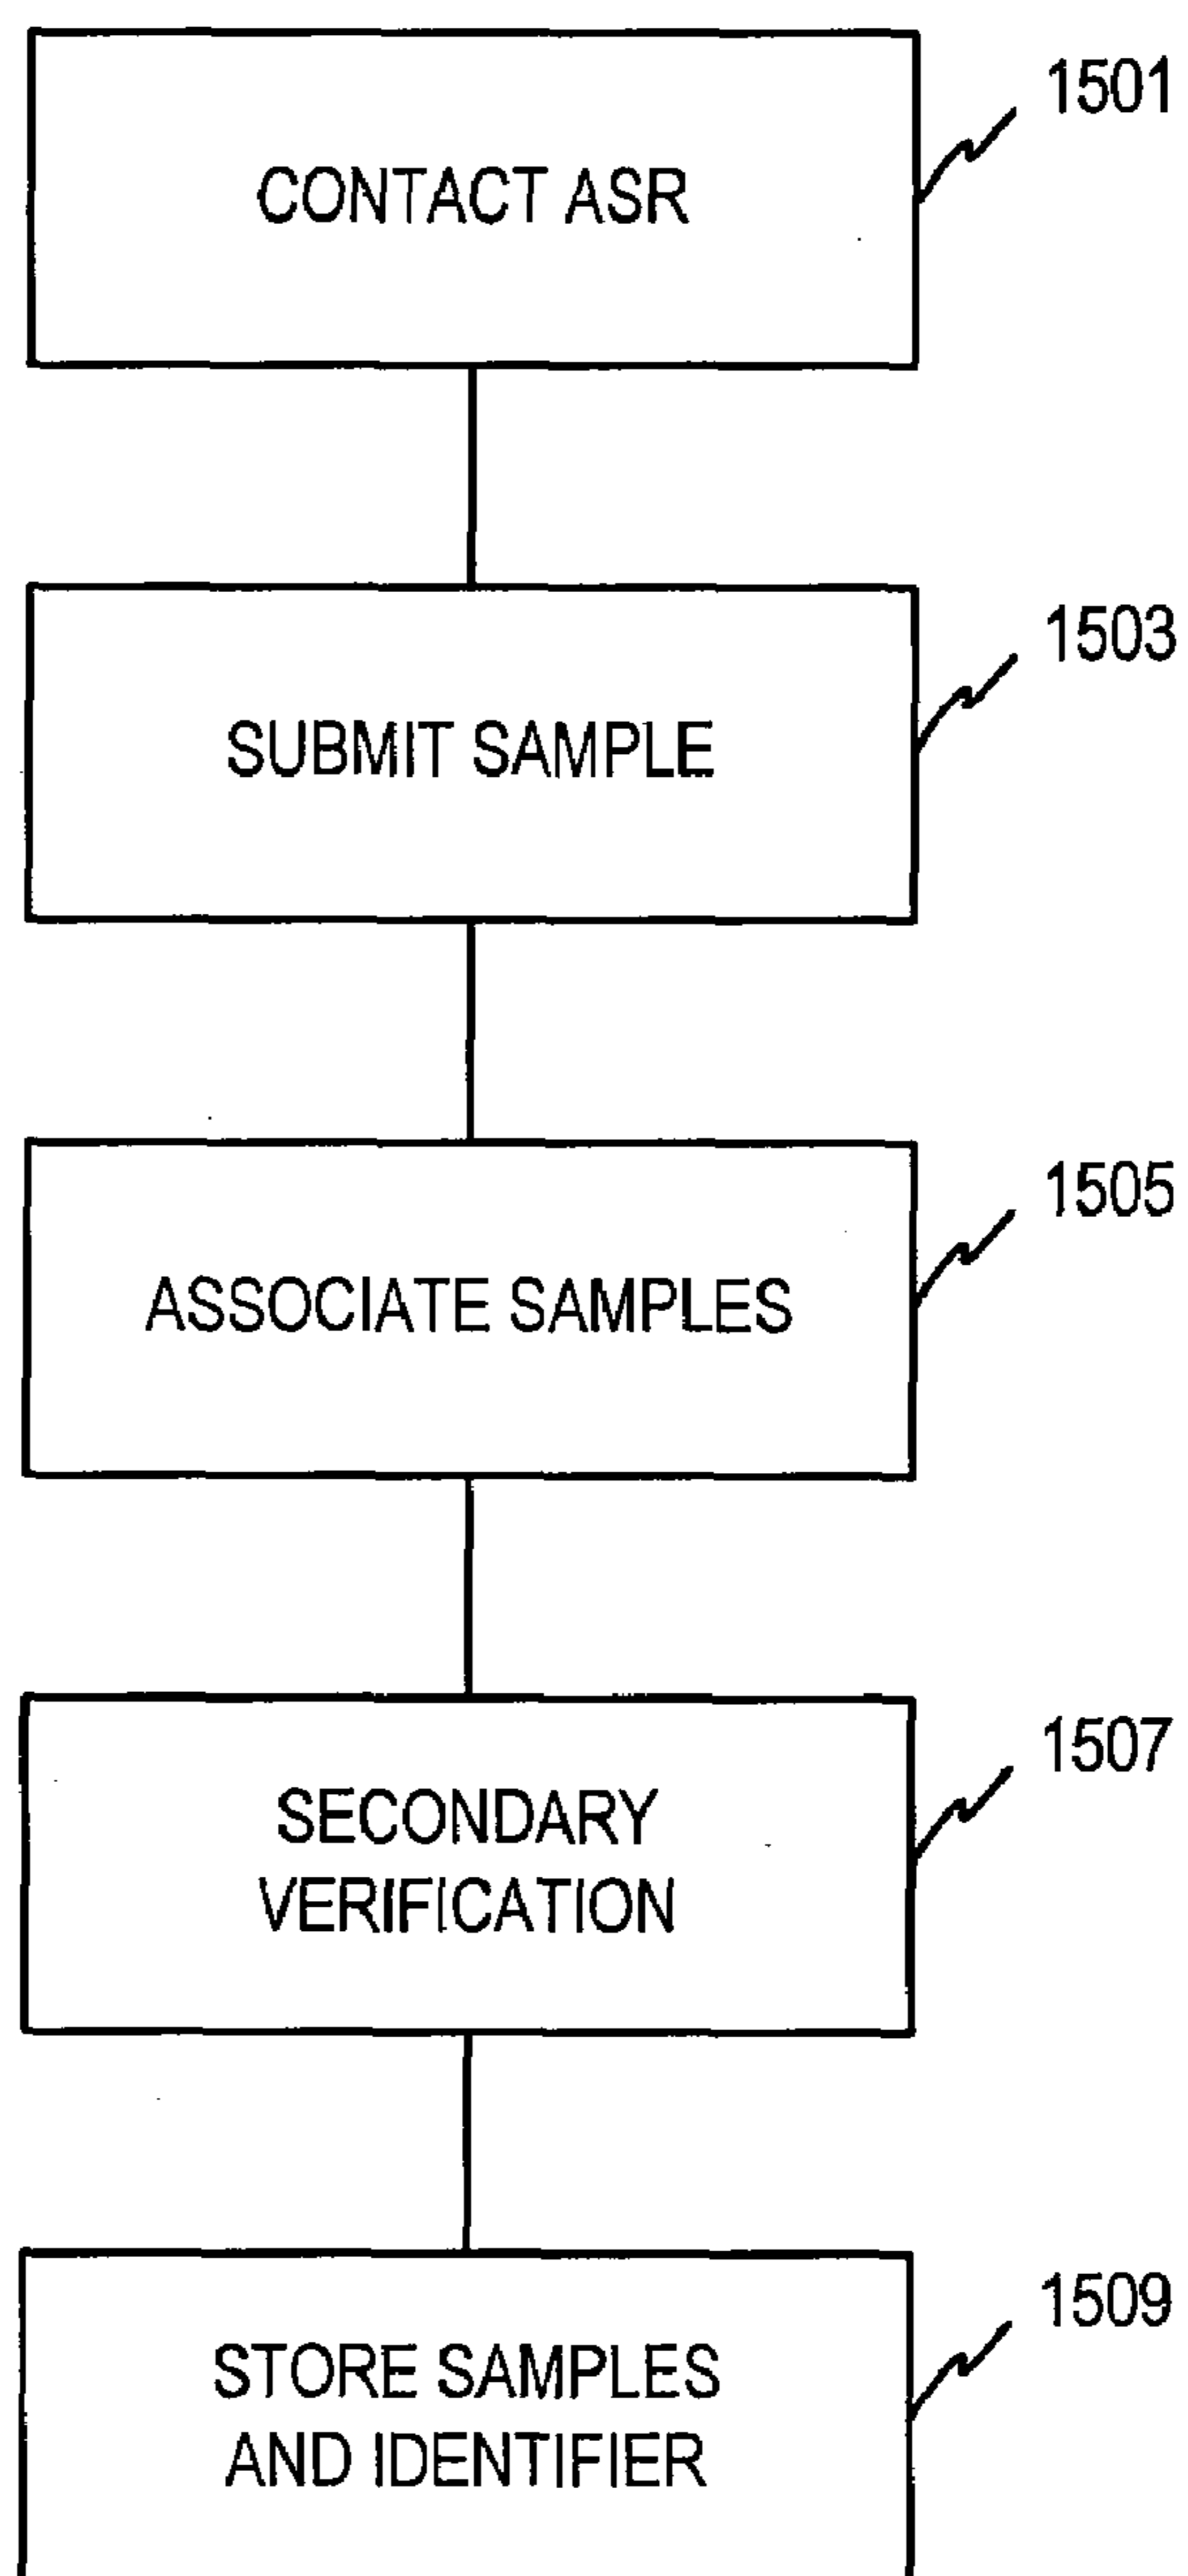 CONTACT ASR
1501
SUBMIT SAMPLE
1503
ASSOCIATE SAMPLES
1505
SECONDARY
VERIFICATION
1507
STORE SAMPLES
AND IDENTIFIER
1509